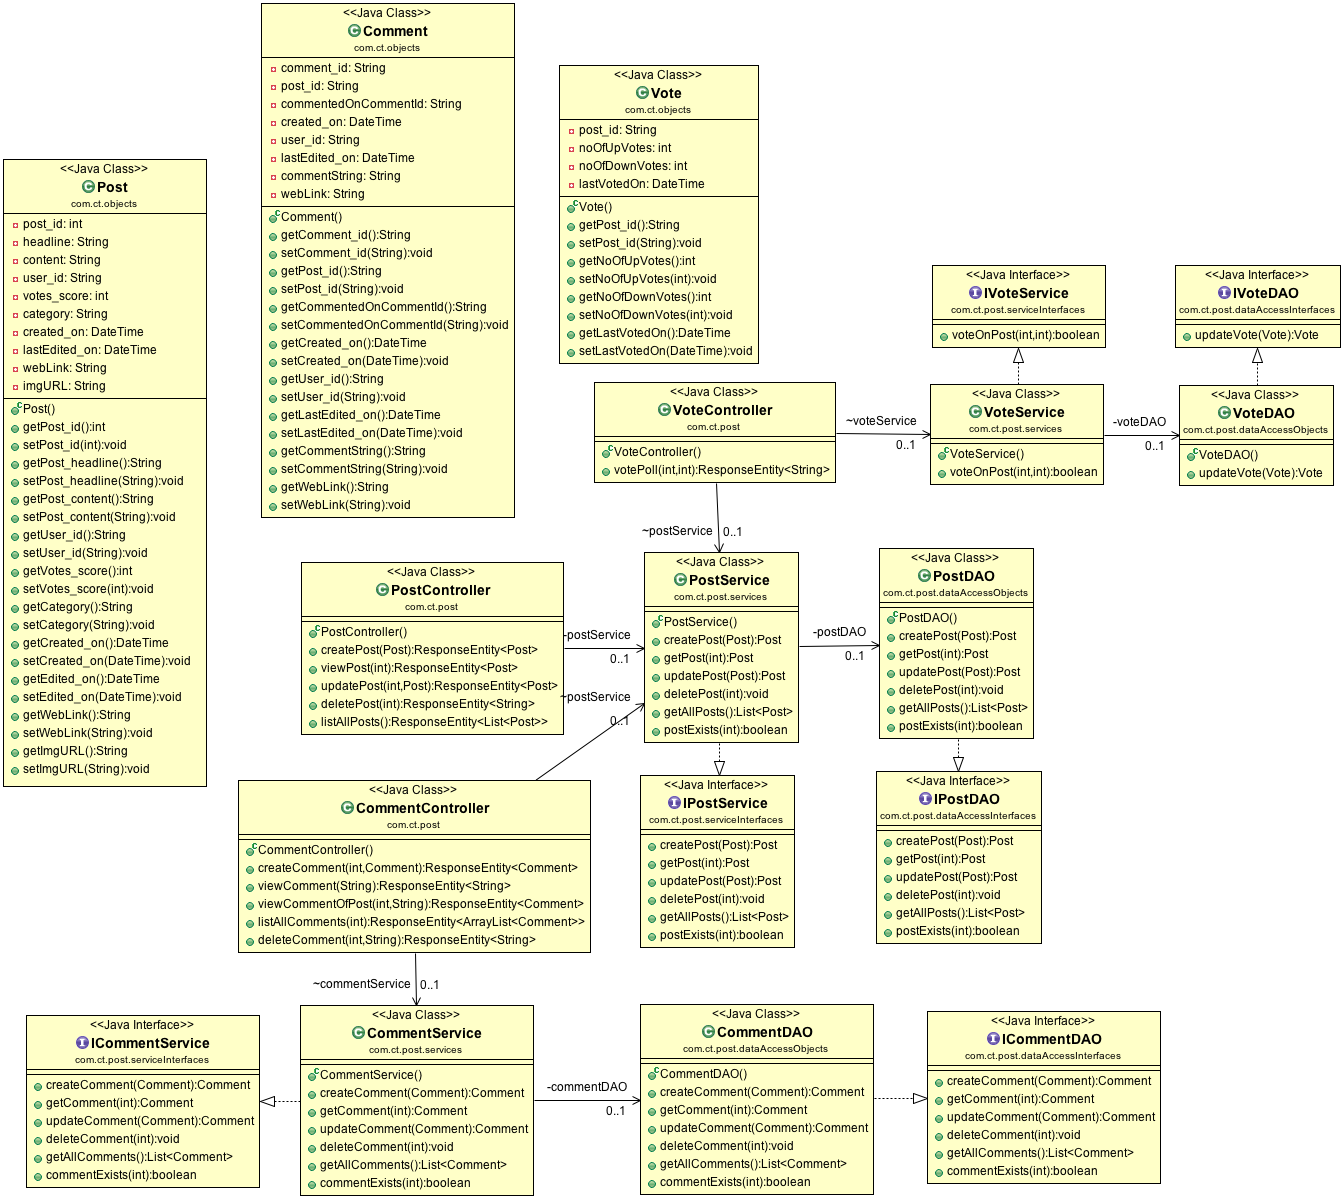 <<Java Class>>
Comment
com.ct.objects
comment_id: String
post_id: String
commentedOnCommentId: String
created_on: DateTime
user_id: String
lastEdited_on: DateTime
commentString: String
webLink: String
Comment()
getComment_id():String
setComment_id(String):void
getPost_id():String
setPost_id(String):void
getCommentedOnCommentId():String
setCommentedOnCommentId(String):void
getCreated_on():DateTime
setCreated_on(DateTime):void
getUser_id():String
setUser_id(String):void
getLastEdited_on():DateTime
setLastEdited_on(DateTime):void
getCommentString():String
setCommentString(String):void
getWebLink():String
setWebLink(String):void
<<Java Class>>
Vote
com.ct.objects
post_id: String
noOfUpVotes: int
noOfDownVotes: int
lastVotedOn: DateTime
Vote()
getPost_id():String
setPost_id(String):void
getNoOfUpVotes():int
setNoOfUpVotes(int):void
getNoOfDownVotes():int
setNoOfDownVotes(int):void
getLastVotedOn():DateTime
setLastVotedOn(DateTime):void
<<Java Class>>
Post
com.ct.objects
post_id: int
headline: String
content: String
user_id: String
votes_score: int
category: String
created_on: DateTime
lastEdited_on: DateTime
webLink: String
imgURL: String
Post()
getPost_id():int
setPost_id(int):void
getPost_headline():String
setPost_headline(String):void
getPost_content():String
setPost_content(String):void
getUser_id():String
setUser_id(String):void
getVotes_score():int
setVotes_score(int):void
getCategory():String
setCategory(String):void
getCreated_on():DateTime
setCreated_on(DateTime):void
getEdited_on():DateTime
setEdited_on(DateTime):void
getWebLink():String
setWebLink(String):void
getImgURL():String
setImgURL(String):void
<<Java Interface>>
IVoteService
com.ct.post.serviceInterfaces
voteOnPost(int,int):boolean
<<Java Interface>>
IVoteDAO
com.ct.post.dataAccessInterfaces
updateVote(Vote):Vote
<<Java Class>>
VoteController
com.ct.post
VoteController()
votePoll(int,int):ResponseEntity<String>
~voteService
0..1
<<Java Class>>
VoteService
com.ct.post.services
VoteService()
voteOnPost(int,int):boolean
-voteDAO
0..1
<<Java Class>>
VoteDAO
com.ct.post.dataAccessObjects
VoteDAO()
updateVote(Vote):Vote
~postService
0..1
<<Java Class>>
PostController
com.ct.post
PostController()
createPost(Post):ResponseEntity<Post>
viewPost(int):ResponseEntity<Post>
updatePost(int,Post):ResponseEntity<Post>
deletePost(int):ResponseEntity<String>
listAllPosts():ResponseEntity<List<Post>>
-postService
0..1
~postService
0..1
<<Java Class>>
PostService
com.ct.post.services
PostService()
createPost(Post):Post
getPost(int):Post
updatePost(Post):Post
deletePost(int):void
getAllPosts():List<Post>
postExists(int):boolean
-postDAO
0..1
<<Java Class>>
PostDAO
com.ct.post.dataAccessObjects
PostDAO()
createPost(Post):Post
getPost(int):Post
updatePost(Post):Post
deletePost(int):void
getAllPosts():List<Post>
postExists(int):boolean
<<Java Class>>
CommentController
com.ct.post
CommentController()
createComment(int,Comment):ResponseEntity<Comment>
viewComment(String):ResponseEntity<String>
viewCommentOfPost(int,String):ResponseEntity<Comment>
listAllComments(int):ResponseEntity<ArrayList<Comment>>
deleteComment(int,String):ResponseEntity<String>
<<Java Interface>>
IPostService
com.ct.post.serviceInterfaces
createPost(Post):Post
getPost(int):Post
updatePost(Post):Post
deletePost(int):void
getAllPosts():List<Post>
postExists(int):boolean
<<Java Interface>>
IPostDAO
com.ct.post.dataAccessInterfaces
createPost(Post):Post
getPost(int):Post
updatePost(Post):Post
deletePost(int):void
getAllPosts():List<Post>
postExists(int):boolean
~commentService
0..1
<<Java Interface>>
ICommentService
com.ct.post.serviceInterfaces
createComment(Comment):Comment
getComment(int):Comment
updateComment(Comment):Comment
deleteComment(int):void
getAllComments():List<Comment>
commentExists(int):boolean
<<Java Class>>
CommentService
com.ct.post.services
CommentService()
createComment(Comment):Comment
getComment(int):Comment
updateComment(Comment):Comment
deleteComment(int):void
getAllComments():List<Comment>
commentExists(int):boolean
-commentDAO
0..1
<<Java Class>>
CommentDAO
com.ct.post.dataAccessObjects
CommentDAO()
createComment(Comment):Comment
getComment(int):Comment
updateComment(Comment):Comment
deleteComment(int):void
getAllComments():List<Comment>
commentExists(int):boolean
<<Java Interface>>
ICommentDAO
com.ct.post.dataAccessInterfaces
createComment(Comment):Comment
getComment(int):Comment
updateComment(Comment):Comment
deleteComment(int):void
getAllComments():List<Comment>
commentExists(int):boolean